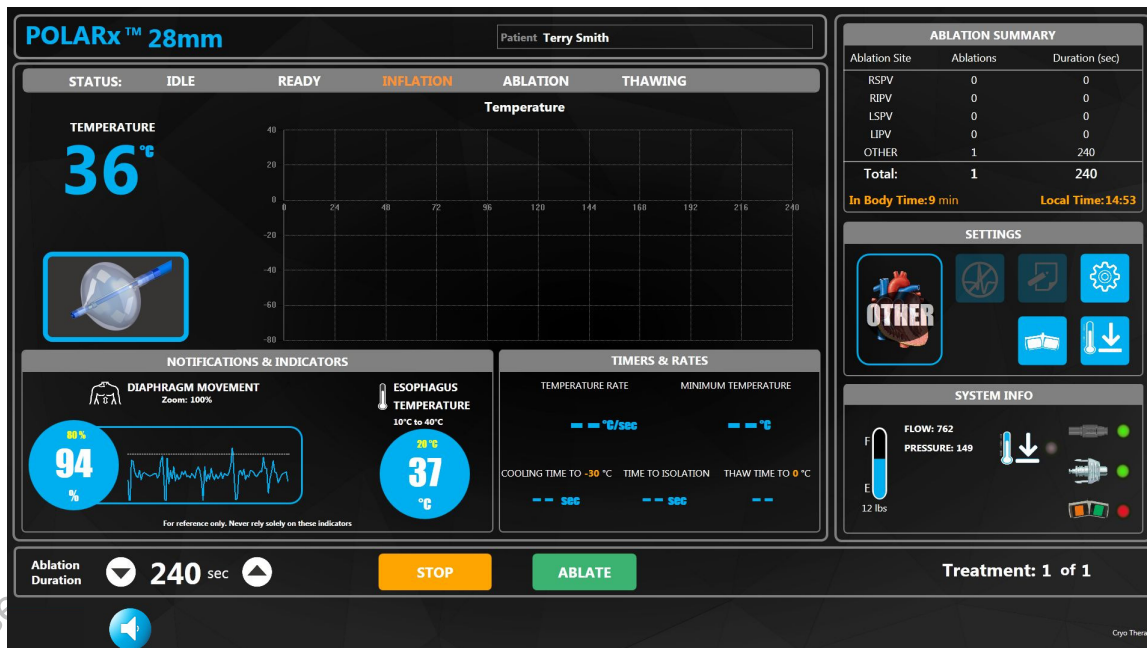 POLARx™ 28mm
Patient Terry Smith
STATUS: IDLE READY INFLATION ABLATION THAWING
Temperature
TEMPERATURE
36°C
40
20
0
0 24 48 72 96 120 144 168 192 216 240
-20
-40
-60
-80
NOTIFICATIONS & INDICATORS
DIAPHRAGM MOVEMENT
Zoom: 100%
80 %
94
%
For reference only. Never rely solely on these indicators
ESOPHAGUS
TEMPERATURE
10°C to 40°C
20 °C
37
°C
TIMERS & RATES
TEMPERATURE RATE MINIMUM TEMPERATURE
– – °C/sec – – °C
COOLING TIME TO -30 °C TIME TO ISOLATION THAW TIME TO 0 °C
– – sec – – sec – –
ABLATION SUMMARY
Ablation Site Ablations Duration (sec)
RSPV 0 0
RIPV 0 0
LSPV 0 0
LIPV 0 0
OTHER 1 240
Total: 1 240
In Body Time:9 min Local Time:14:53
SETTINGS
OTHER
SYSTEM INFO
F
E
12 lbs
FLOW: 762
PRESSURE: 149
Ablation
Duration
240 sec
STOP
ABLATE
Treatment: 1 of 1
Cryo Thera